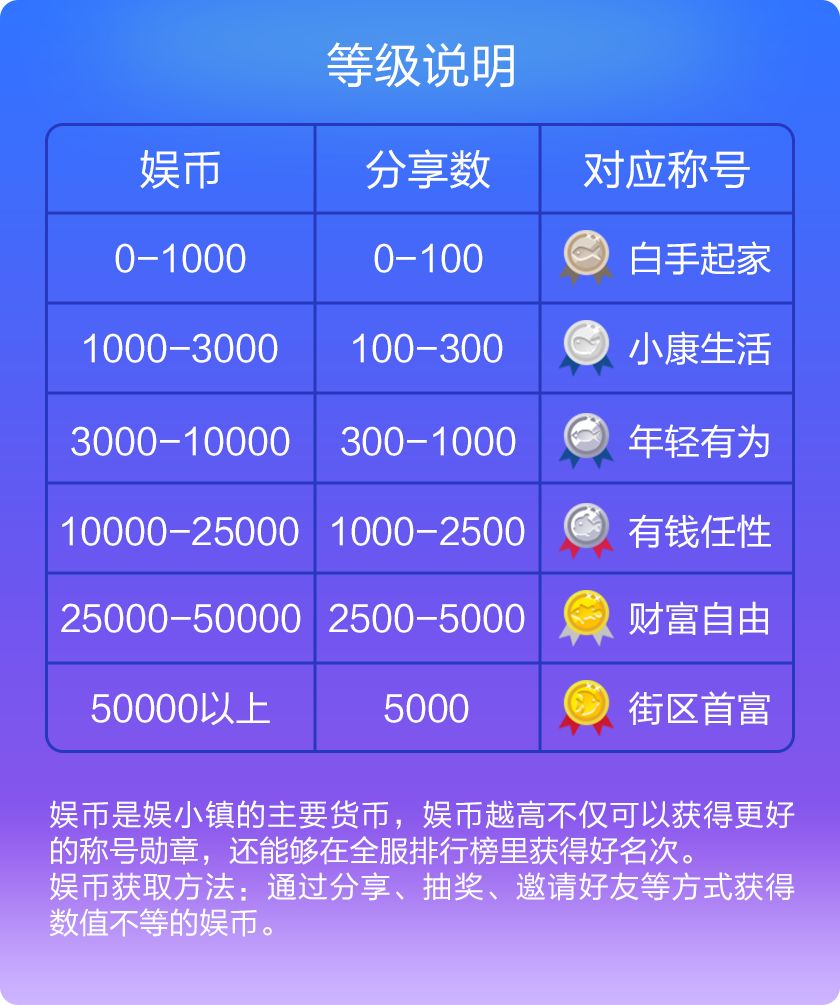 等级说明
娱币 分享数 对应称号
0-1000 0-100 白手起家
1000-3000 100-300 小康生活
3000-10000 300-1000 年轻有为
10000-25000 1000-2500 有钱任性
25000-50000 2500-5000 财富自由
50000以上 5000 街区首富
娱币是娱小镇的主要货币，娱币越高不仅可以获得更好
的称号勋章，还能够在全服排行榜里获得好名次。
娱币获取方法：通过分享、抽奖、邀请好友等方式获得
数值不等的娱币。